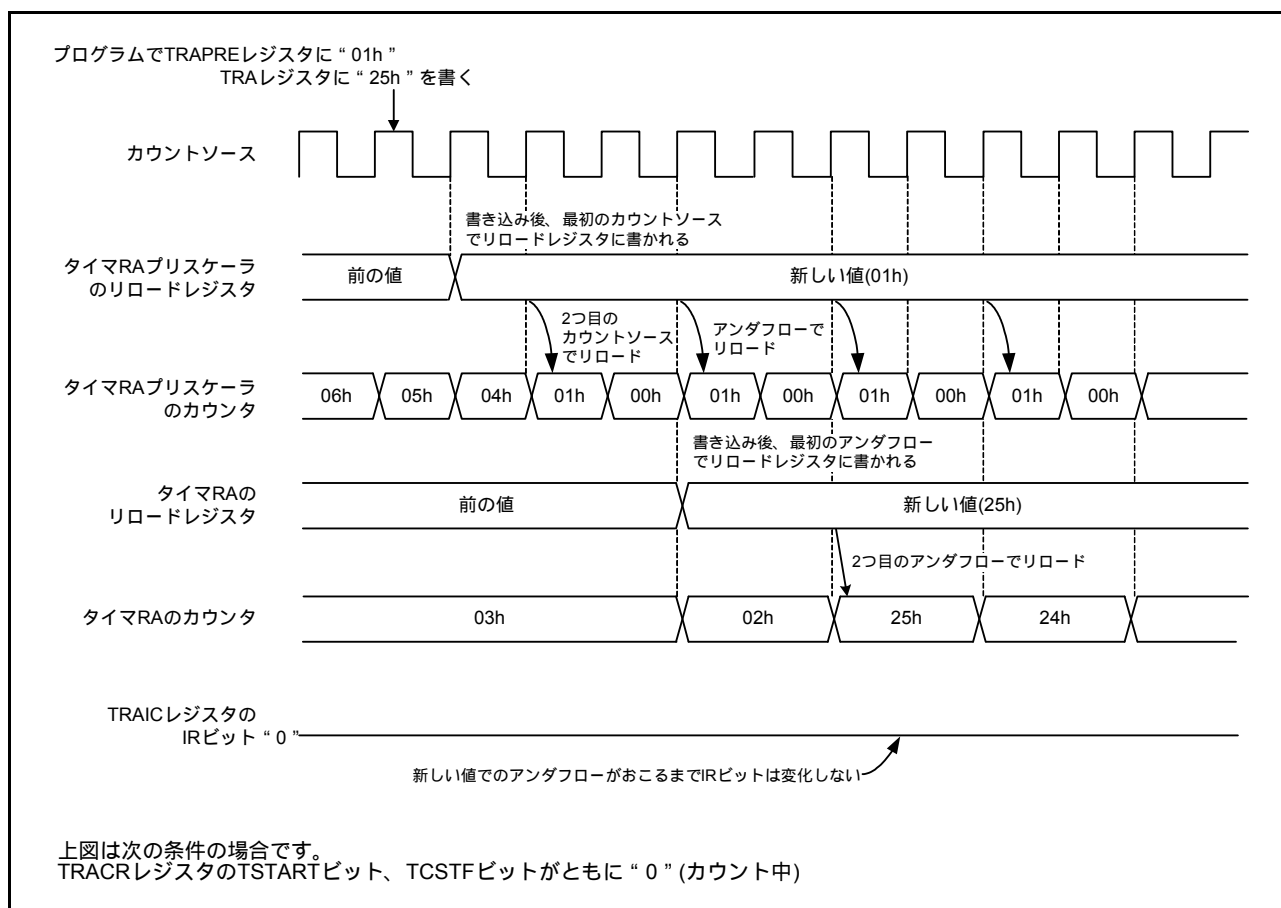 プログラムでTRAPREレジスタに“01h”
TRAレジスタに“25h”を書く
カウントソース
書き込み後、最初のカウントソース
でリロードレジスタに書かれる
タイマRAプリスケーラ
のリロードレジスタ
前の値
新しい値(01h)
2つ目の
カウントソース
でリロード
アンダフローで
リロード
タイマRAプリスケーラ
のカウンタ
06h
05h
04h
01h
00h
01h
00h
01h
00h
01h
00h
書き込み後、最初のアンダフロー
でリロードレジスタに書かれる
タイマRAの
リロードレジスタ
前の値
新しい値(25h)
2つ目のアンダフローでリロード
タイマRAのカウンタ
03h
02h
25h
24h
TRAICレジスタの
IRビット“0”
新しい値でのアンダフローがおこるまでIRビットは変化しない
上図は次の条件の場合です。
TRACRレジスタのTSTARTビット、TCSTFビットがともに“0”(カウント中)